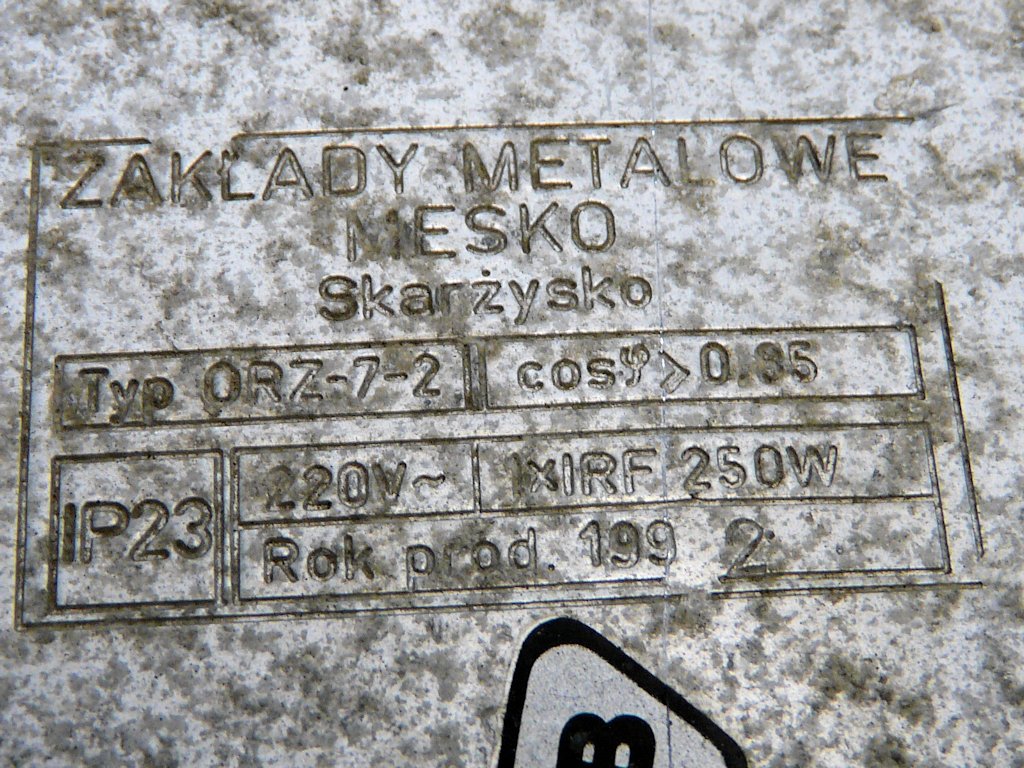 ZAKŁADY METALOWE
MESKO
Skarżysko
Typ ORZ-7-2 cosφ > 0.85
IP23
220V~ 1xIRF 250W
Rok prod. 199 2
B